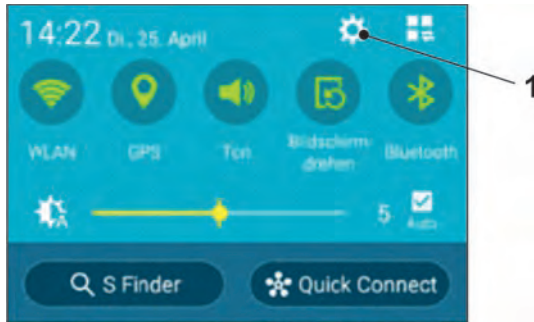 14:22 Di., 25. April
1
WLAN GPS Ton Bildschirm- drehen Bluetooth
A 5 Auto
S Finder Quick Connect